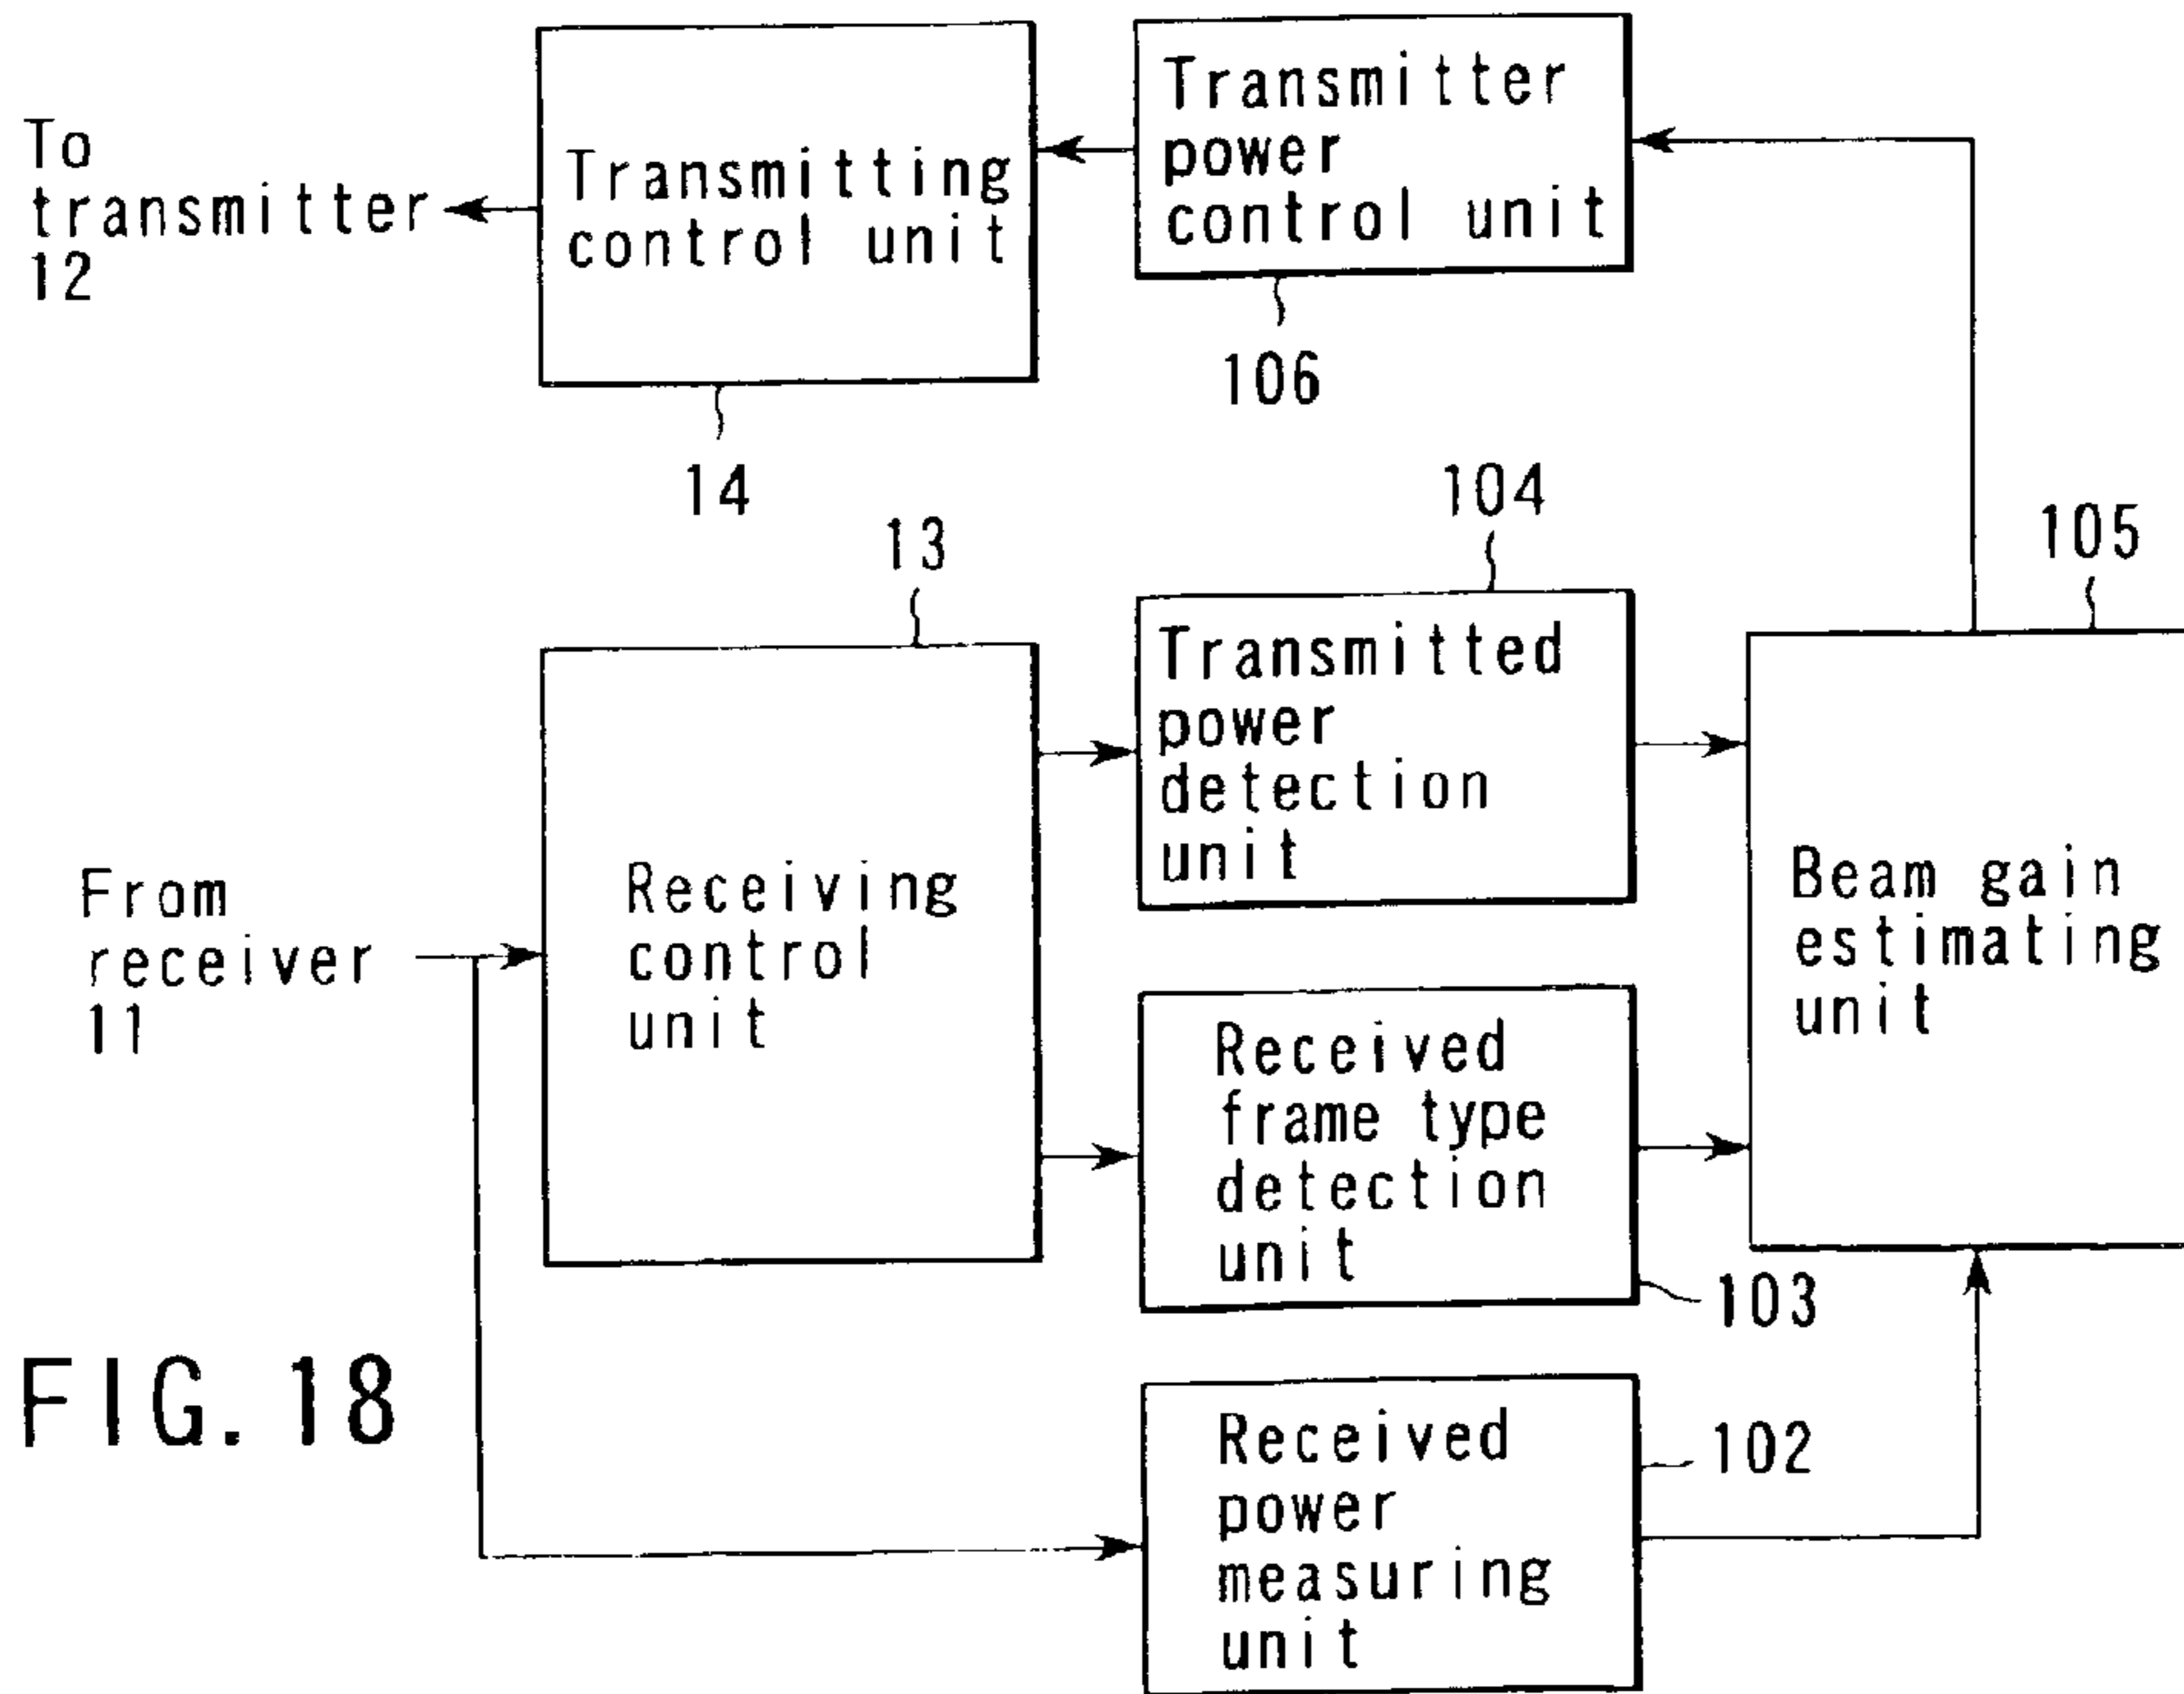 To
transmitter
12
Transmitting
control unit
14
Transmitter
power
control unit
106
From
receiver
11
Receiving
control
unit
13
Transmitted
power
detection
unit
104
Received
frame type
detection
unit
103
Beam gain
estimating
unit
105
Received
power
measuring
unit
102
FIG. 18